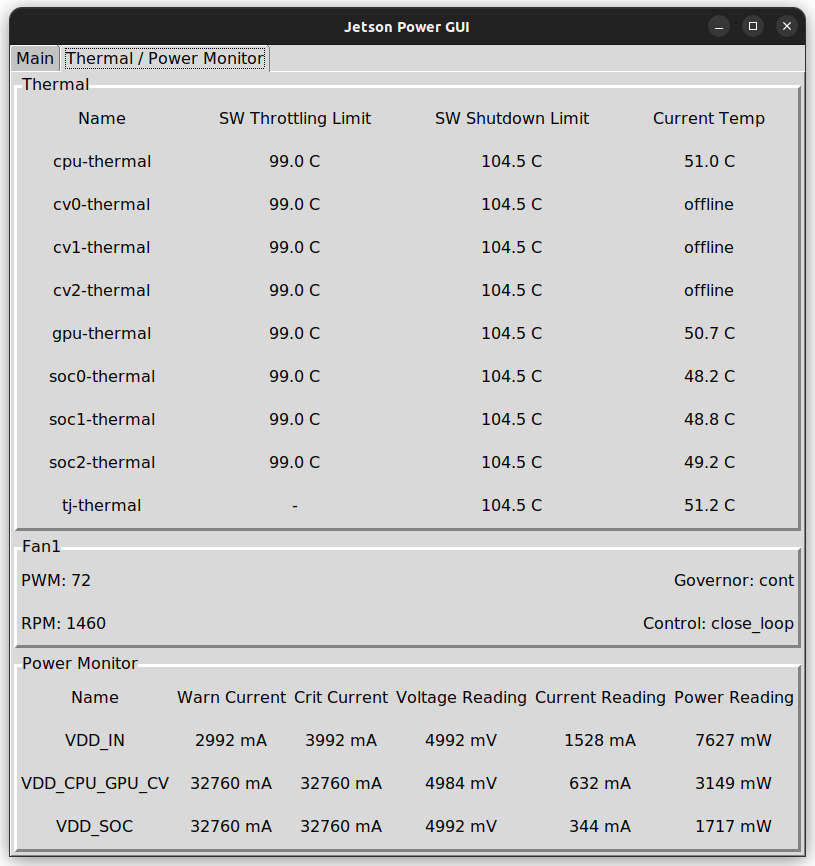 Jetson Power GUI
Main Thermal / Power Monitor
Thermal
Name SW Throttling Limit SW Shutdown Limit Current Temp
cpu-thermal 99.0 C 104.5 C 51.0 C
cv0-thermal 99.0 C 104.5 C offline
cv1-thermal 99.0 C 104.5 C offline
cv2-thermal 99.0 C 104.5 C offline
gpu-thermal 99.0 C 104.5 C 50.7 C
soc0-thermal 99.0 C 104.5 C 48.2 C
soc1-thermal 99.0 C 104.5 C 48.8 C
soc2-thermal 99.0 C 104.5 C 49.2 C
tj-thermal - 104.5 C 51.2 C
Fan1
PWM: 72 Governor: cont
RPM: 1460 Control: close_loop
Power Monitor
Name Warn Current Crit Current Voltage Reading Current Reading Power Reading
VDD_IN 2992 mA 3992 mA 4992 mV 1528 mA 7627 mW
VDD_CPU_GPU_CV 32760 mA 32760 mA 4984 mV 632 mA 3149 mW
VDD_SOC 32760 mA 32760 mA 4992 mV 344 mA 1717 mW